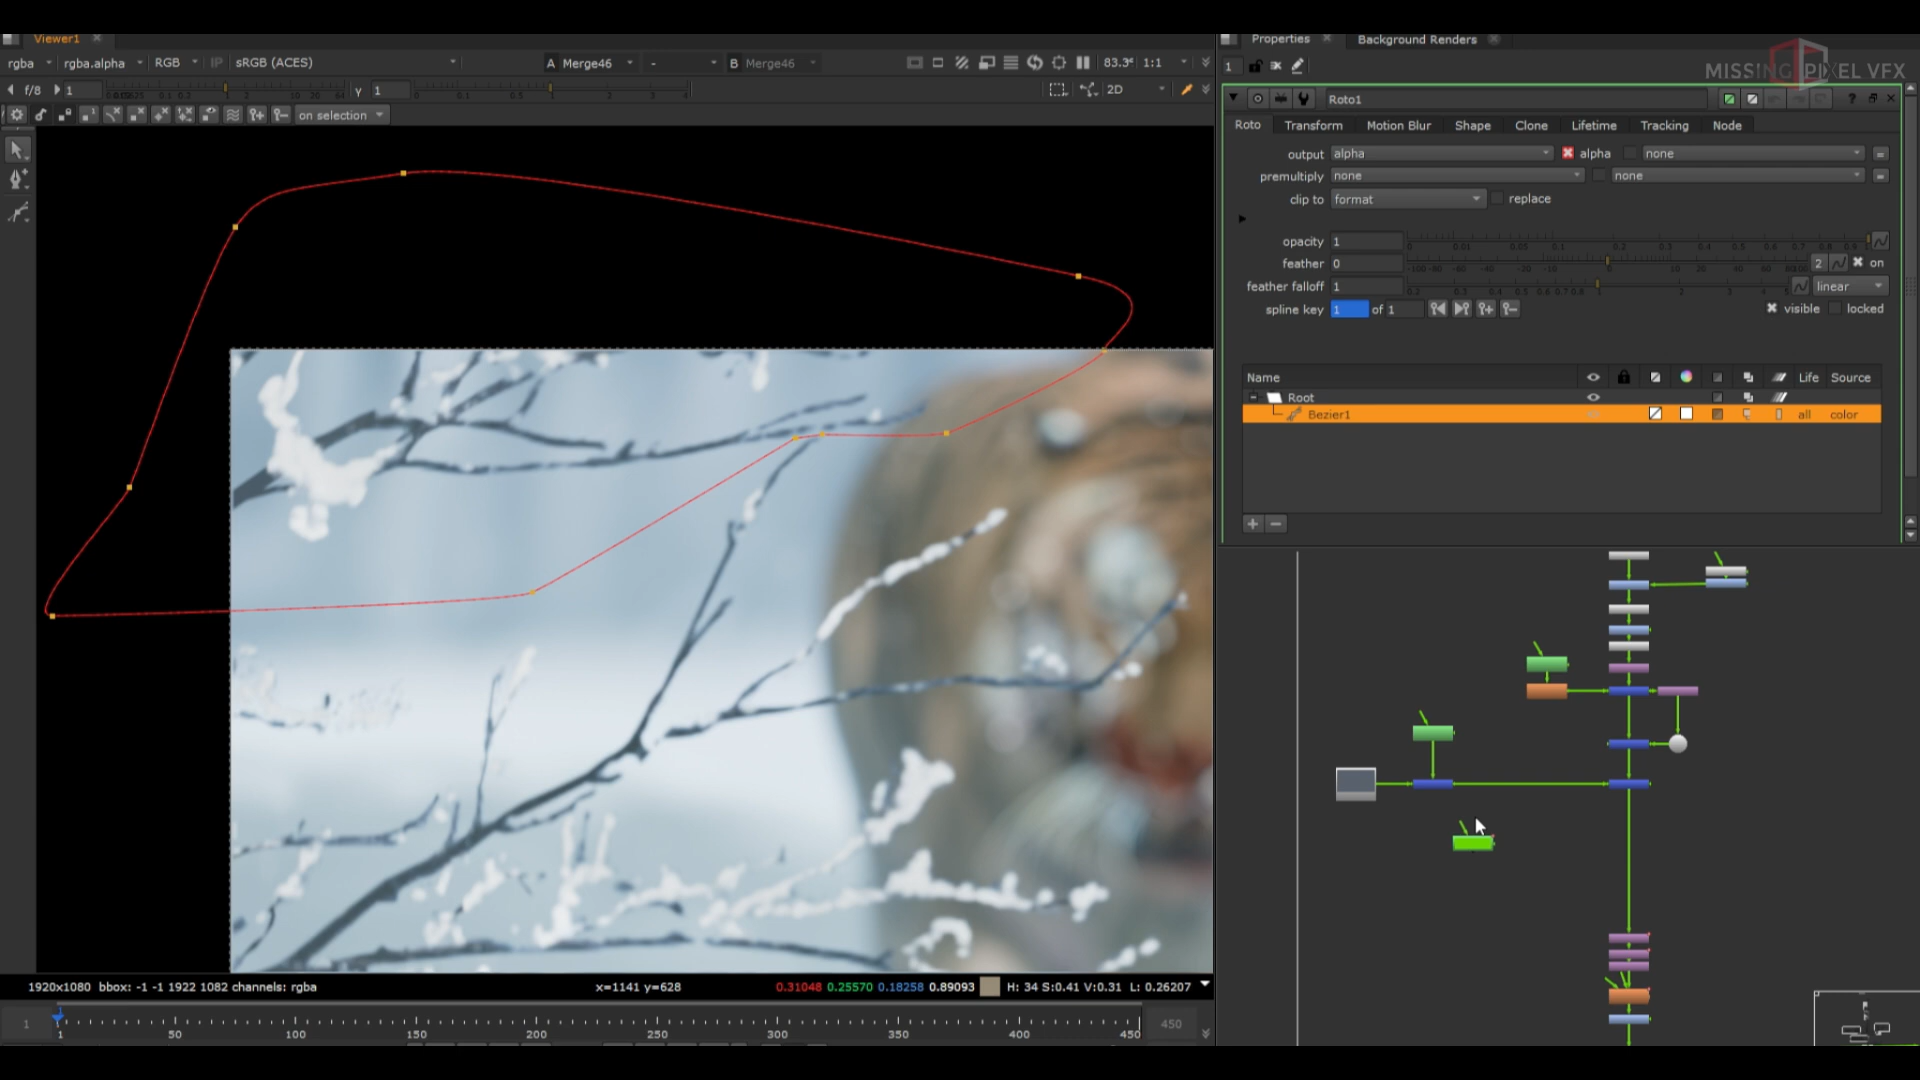 Viewer1
Properties
Background Renders
MISSING PIXEL VFX
rgba rgba.alpha RGB IP sRGB (ACES) A Merge46 - B Merge46 83.3 1:1
1
f/8 1 Y 1 2D
on selection
Roto1
Roto Transform Motion Blur Shape Clone Lifetime Tracking Node
output alpha alpha none
premultiply none none
clip to format replace
opacity 1
feather 0 2 on
feather falloff 1 linear
spline key 1 of 1 visible locked
Name Life Source
Root
Bezier1 all color
1920x1080 bbox: -1 -1 1922 1082 channels: rgba x=1141 y=628 0.31048 0.25570 0.18258 0.89093 H: 34 S:0.41 V:0.31 L: 0.26207
1 450
1 50 100 150 200 250 300 350 400 450